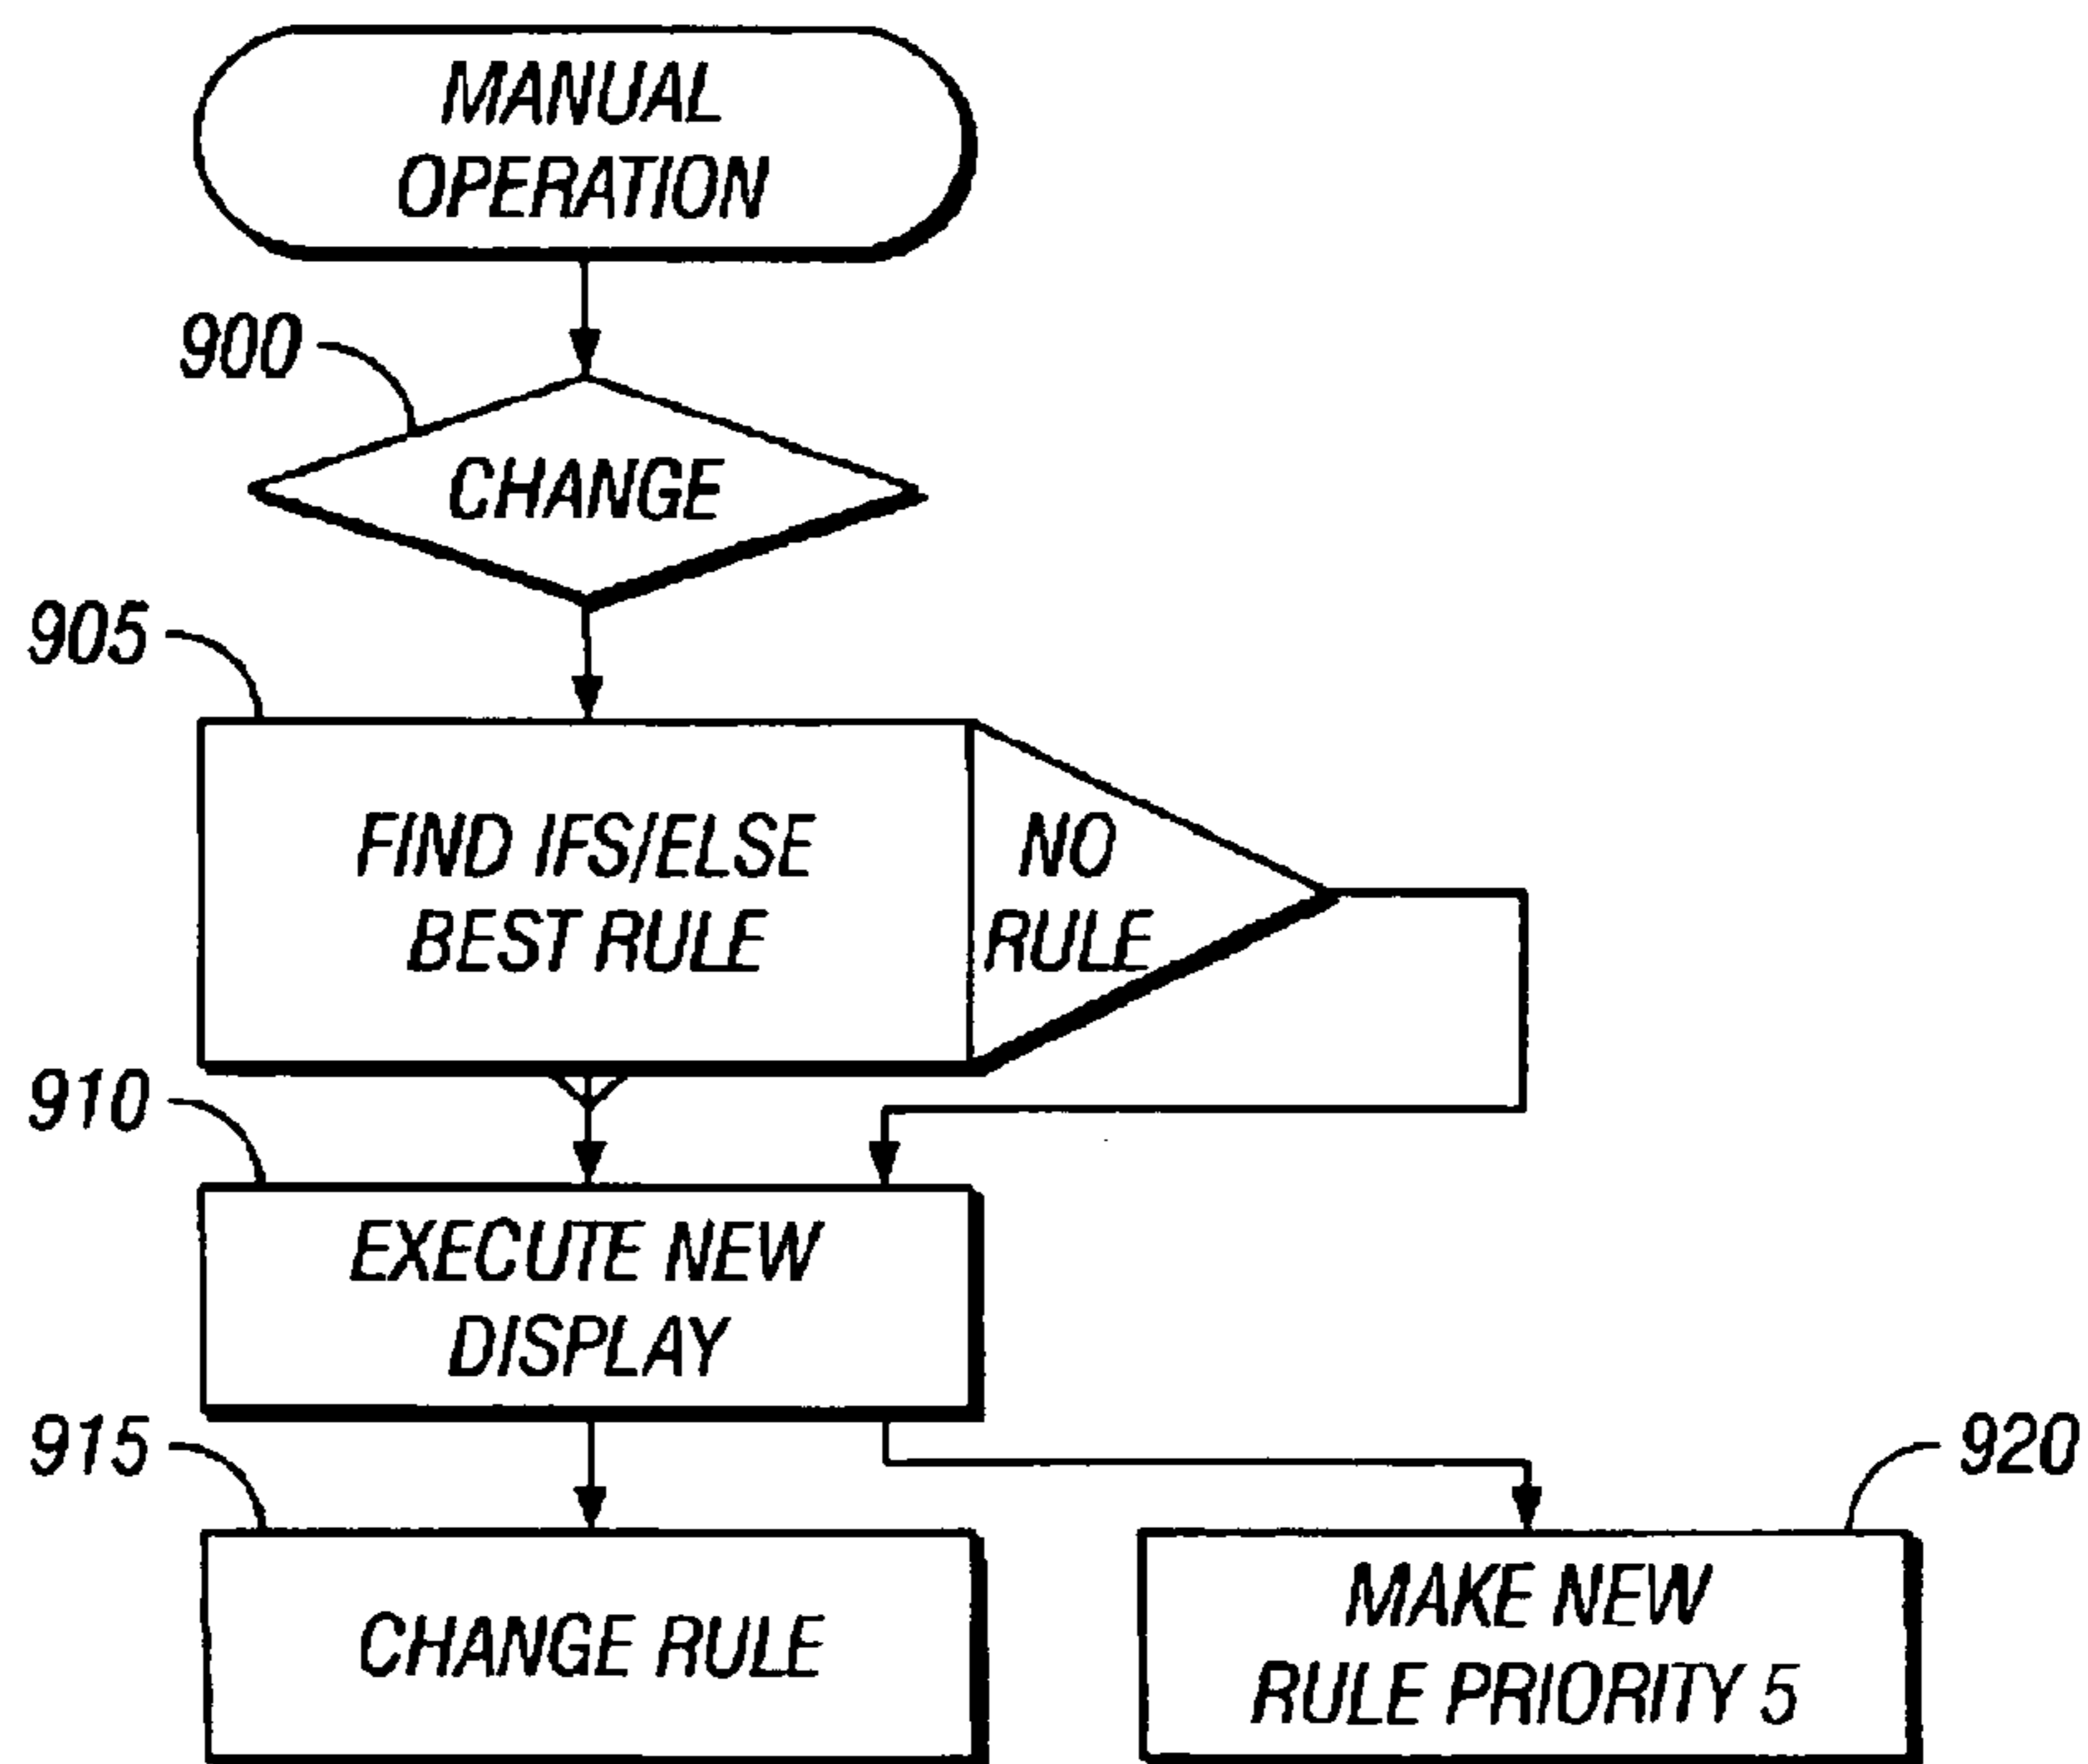 MANUAL
OPERATION
900
CHANGE
905
FIND IFS/ELSE
BEST RULE
NO
RULE
910
EXECUTE NEW
DISPLAY
915
CHANGE RULE
920
MAKE NEW
RULE PRIORITY 5